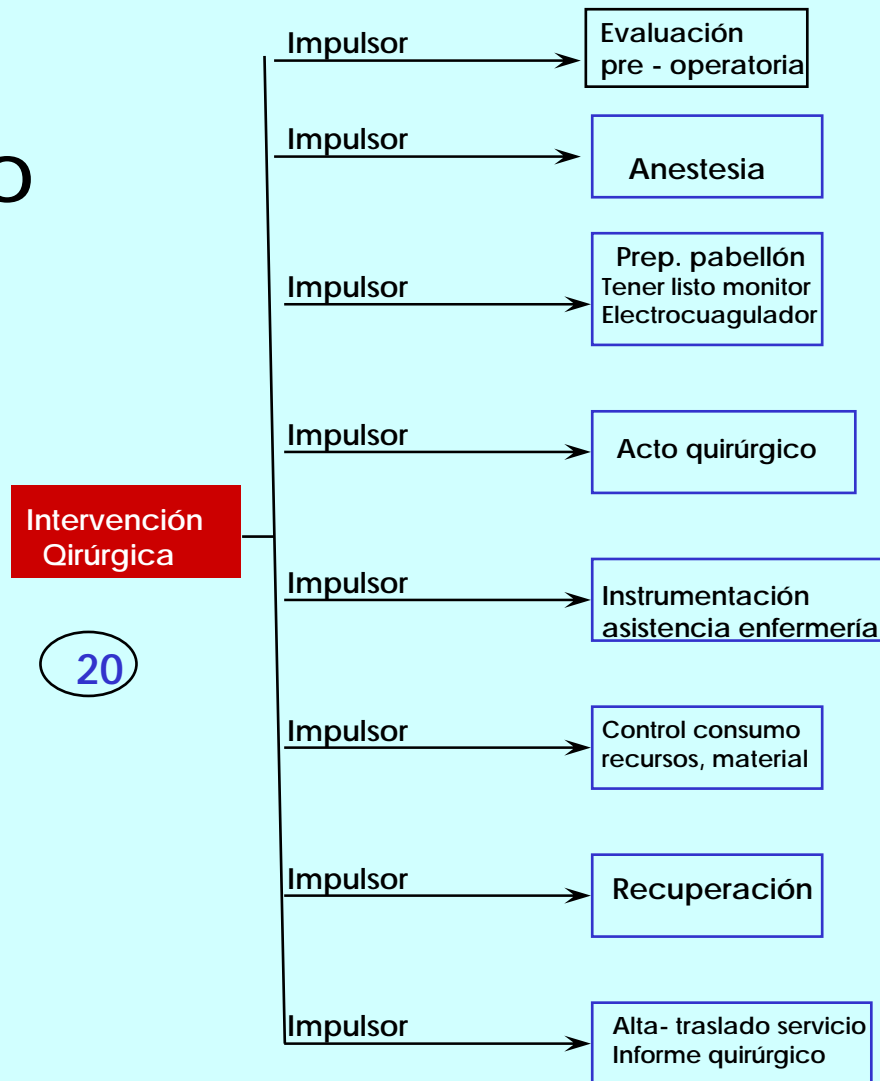 Impulsor
Evaluación
pre - operatoria
Impulsor
Anestesia
Impulsor
Prep. pabellón
Tener listo monitor
Electrocuagulador
Impulsor
Acto quirúrgico
Intervención
Qirúrgica
Impulsor
Instrumentación
asistencia enfermería
20
Impulsor
Control consumo
recursos, material
Impulsor
Recuperación
Impulsor
Alta- traslado servicio
Informe quirúrgico